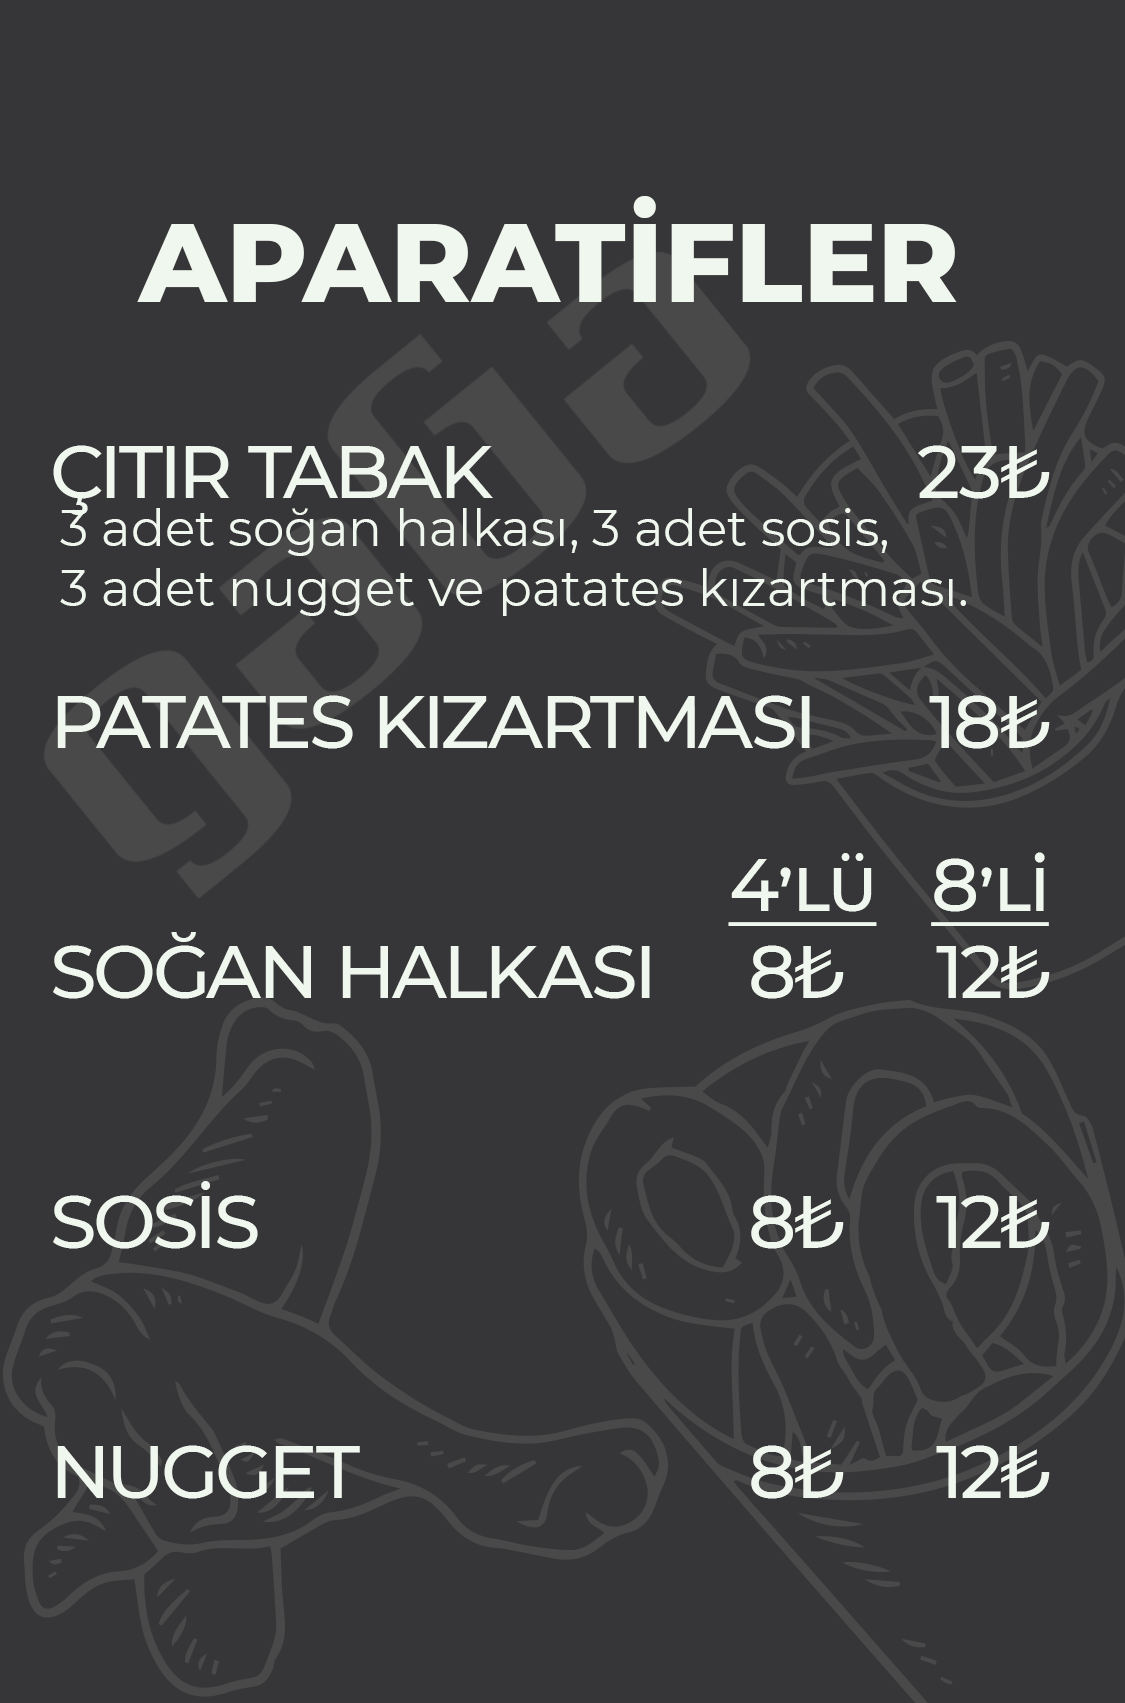 APARATİFLER
ÇITIR TABAK 23₺
3 adet soğan halkası, 3 adet sosis,
3 adet nugget ve patates kızartması.
PATATES KIZARTMASI 18₺
4’LÜ 8’Lİ
SOĞAN HALKASI 8₺ 12₺
SOSİS 8₺ 12₺
NUGGET 8₺ 12₺